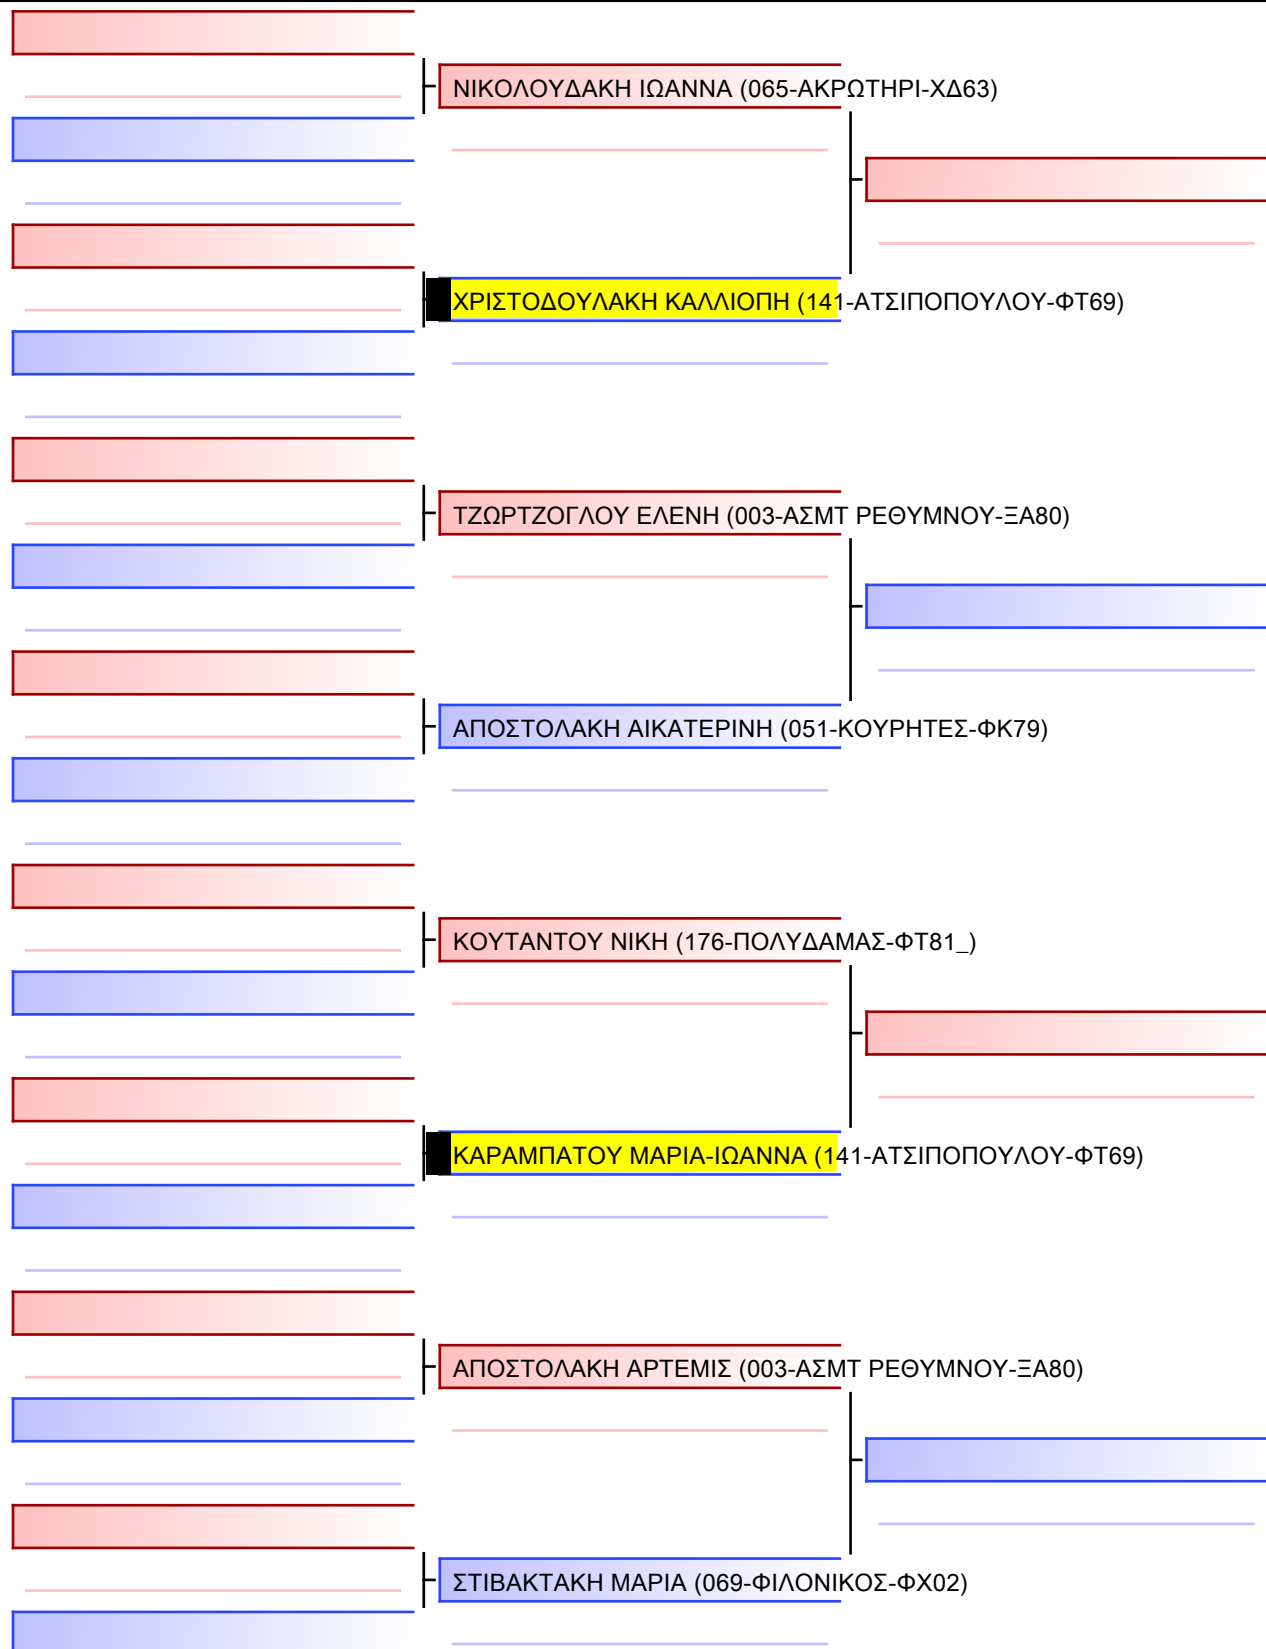 ΝΙΚΟΛΟΥΔΑΚΗ ΙΩΑΝΝΑ (065-ΑΚΡΩΤΗΡΙ-ΧΔ63)
ΧΡΙΣΤΟΔΟΥΛΑΚΗ ΚΑΛΛΙΟΠΗ (141-ΑΤΣΙΠΟΠΟΥΛΟΥ-ΦΤ69)
ΤΖΩΡΤΖΟΓΛΟΥ ΕΛΕΝΗ (003-ΑΣΜΤ ΡΕΘΥΜΝΟΥ-ΞΑ80)
ΑΠΟΣΤΟΛΑΚΗ ΑΙΚΑΤΕΡΙΝΗ (051-ΚΟΥΡΗΤΕΣ-ΦΚ79)
ΚΟΥΤΑΝΤΟΥ ΝΙΚΗ (176-ΠΟΛΥΔΑΜΑΣ-ΦΤ81_)
ΚΑΡΑΜΠΑΤΟΥ ΜΑΡΙΑ-ΙΩΑΝΝΑ (141-ΑΤΣΙΠΟΠΟΥΛΟΥ-ΦΤ69)
ΑΠΟΣΤΟΛΑΚΗ ΑΡΤΕΜΙΣ (003-ΑΣΜΤ ΡΕΘΥΜΝΟΥ-ΞΑ80)
ΣΤΙΒΑΚΤΑΚΗ ΜΑΡΙΑ (069-ΦΙΛΟΝΙΚΟΣ-ΦΧ02)